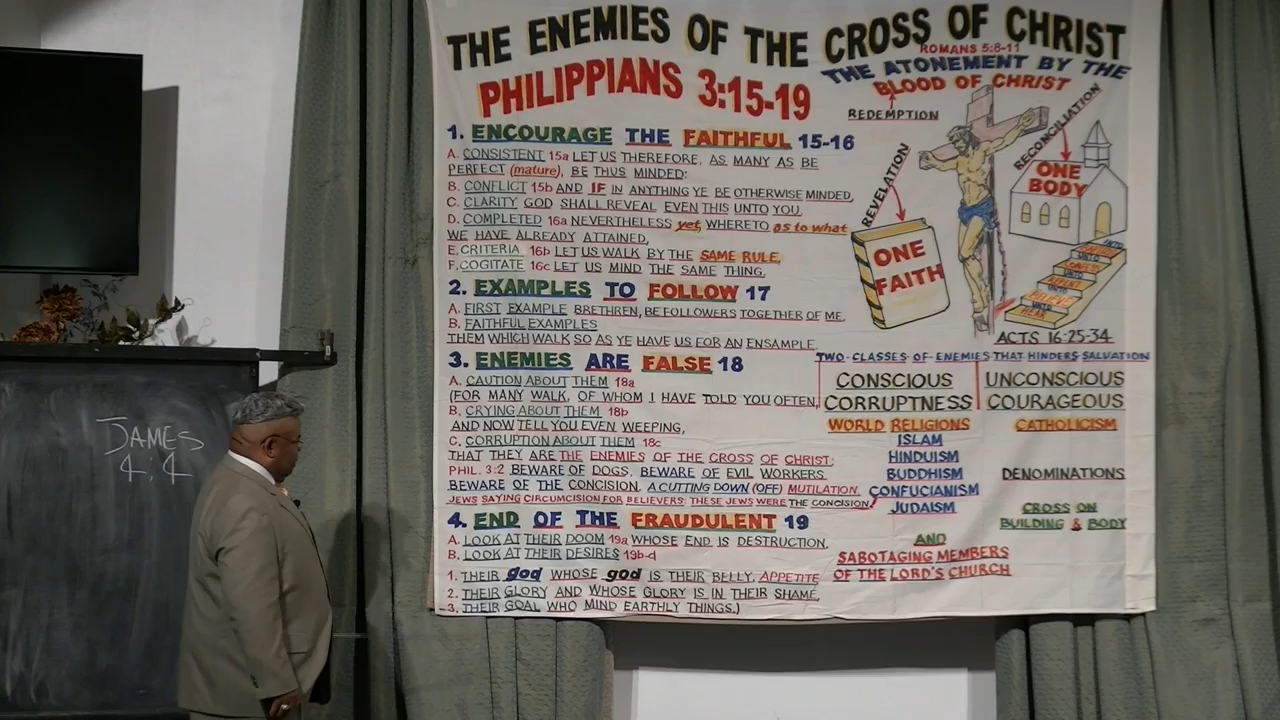 THE ENEMIES OF THE CROSS OF CHRIST
PHILIPPIANS 3:15-19
ROMANS 5:8-11
THE ATONEMENT BY THE
BLOOD OF CHRIST
REDEMPTION
REVELATION
RECONCILIATION
ONE
FAITH
ONE
BODY
UNTO
CONFESS
UNTO
REPENT
UNTO
BELIEVE
UNTO
HEAR
ACTS 16:25-34
1. ENCOURAGE THE FAITHFUL 15-16
A. CONSISTENT 15a LET US THEREFORE, AS MANY AS BE
PERFECT (mature), BE THUS MINDED:
B. CONFLICT 15b AND IF IN ANYTHING YE BE OTHERWISE MINDED,
C. CLARITY GOD SHALL REVEAL EVEN THIS UNTO YOU.
D. COMPLETED 16a NEVERTHELESS yet, WHERETO as to what
WE HAVE ALREADY ATTAINED,
E. CRITERIA 16b LET US WALK BY THE SAME RULE,
F. COGITATE 16c LET US MIND THE SAME THING.
2. EXAMPLES TO FOLLOW 17
A. FIRST EXAMPLE BRETHREN, BE FOLLOWERS TOGETHER OF ME,
B. FAITHFUL EXAMPLES
THEM WHICH WALK SO AS YE HAVE US FOR AN ENSAMPLE.
3. ENEMIES ARE FALSE 18
A. CAUTION ABOUT THEM 18a
(FOR MANY WALK, OF WHOM I HAVE TOLD YOU OFTEN,
B. CRYING ABOUT THEM 18b
AND NOW TELL YOU EVEN WEEPING,
C. CORRUPTION ABOUT THEM 18c
THAT THEY ARE THE ENEMIES OF THE CROSS OF CHRIST:
PHIL. 3:2 BEWARE OF DOGS, BEWARE OF EVIL WORKERS
BEWARE OF THE CONCISION, A CUTTING DOWN (OFF) MUTILATION.
JEWS SAYING CIRCUMCISION FOR BELIEVERS: THESE JEWS WERE THE CONCISION
4. END OF THE FRAUDULENT 19
A. LOOK AT THEIR DOOM 19a WHOSE END IS DESTRUCTION,
B. LOOK AT THEIR DESIRES 19b-d
1. THEIR god WHOSE god IS THEIR BELLY, APPETITE
2. THEIR GLORY AND WHOSE GLORY IS IN THEIR SHAME,
3. THEIR GOAL WHO MIND EARTHLY THINGS.)
TWO CLASSES OF ENEMIES THAT HINDERS SALVATION
CONSCIOUS
CORRUPTNESS
WORLD RELIGIONS
ISLAM
HINDUISM
BUDDHISM
CONFUCIANISM
JUDAISM
AND
SABOTAGING MEMBERS
OF THE LORD'S CHURCH
UNCONSCIOUS
COURAGEOUS
CATHOLICISM
DENOMINATIONS
CROSS ON
BUILDING & BODY
JAMES
4:4